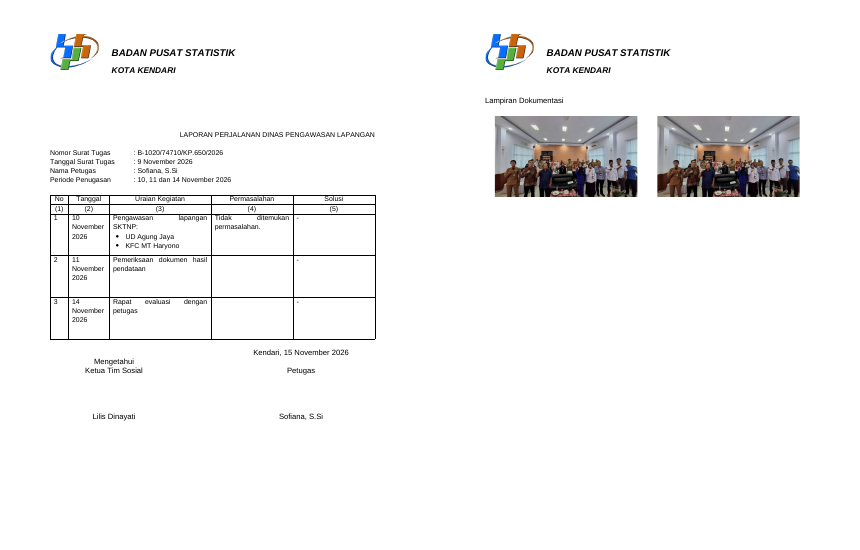 BADAN PUSAT STATISTIK
KOTA KENDARI
LAPORAN PERJALANAN DINAS PENGAWASAN LAPANGAN
Nomor Surat Tugas : B-1020/74710/KP.650/2026
Tanggal Surat Tugas : 9 November 2026
Nama Petugas : Sofiana, S.Si
Periode Penugasan : 10, 11 dan 14 November 2026
No Tanggal Uraian Kegiatan Permasalahan Solusi
(1) (2) (3) (4) (5)
1 10 Pengawasan lapangan Tidak ditemukan -
November SKTNP: permasalahan.
2026 • UD Agung Jaya
• KFC MT Haryono
2 11 Pemeriksaan dokumen hasil -
November pendataan
2026
3 14 Rapat evaluasi dengan -
November petugas
2026
Kendari, 15 November 2026
Mengetahui
Ketua Tim Sosial Petugas
Lilis Dinayati Sofiana, S.Si
BADAN PUSAT STATISTIK
KOTA KENDARI
Lampiran Dokumentasi